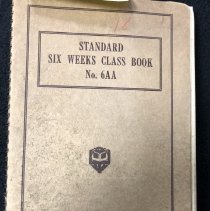 STANDARD
SIX WEEKS CLASS BOOK
No. 6AA